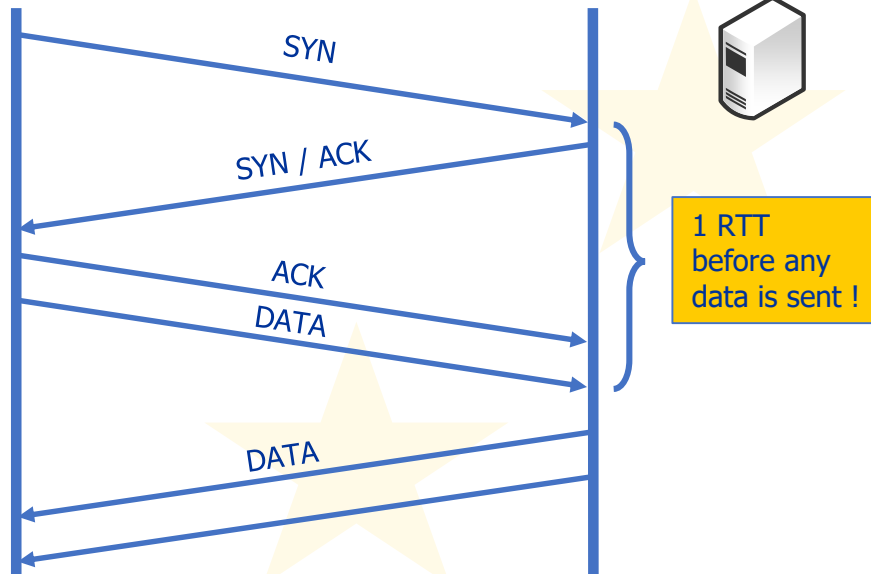 SYN
SYN / ACK
1 RTT
before any
data is sent !
ACK
DATA
DATA